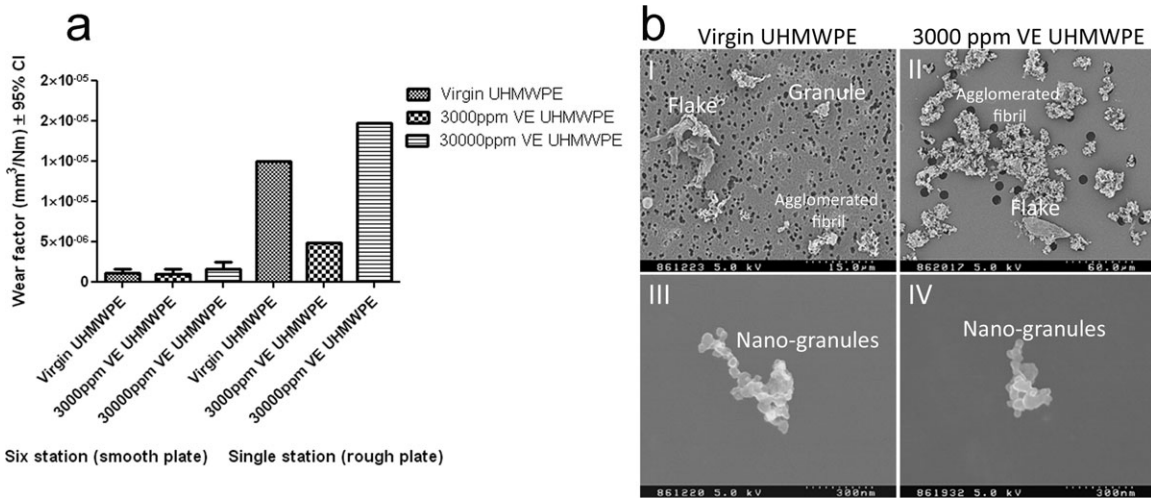 a
Wear factor (mm³/Nm) ± 95% CI
2×10⁻⁰⁵
2×10⁻⁰⁵
1×10⁻⁰⁵
1×10⁻⁰⁵
5×10⁻⁰⁶
0
Virgin UHMWPE
3000ppm VE UHMWPE
30000ppm VE UHMWPE
Virgin UHMWPE
3000ppm VE UHMWPE
30000ppm VE UHMWPE
Virgin UHMWPE
3000ppm VE UHMWPE
30000ppm VE UHMWPE
Six station (smooth plate) Single station (rough plate)
b
Virgin UHMWPE
3000 ppm VE UHMWPE
I
Flake
Granule
Agglomerated
fibril
861223 5.0 kV 15.0µm
II
Agglomerated
fibril
Flake
862017 5.0 kV 60.0µm
III
Nano-granules
861220 5.0 kV 300nm
IV
Nano-granules
861932 5.0 kV 300nm